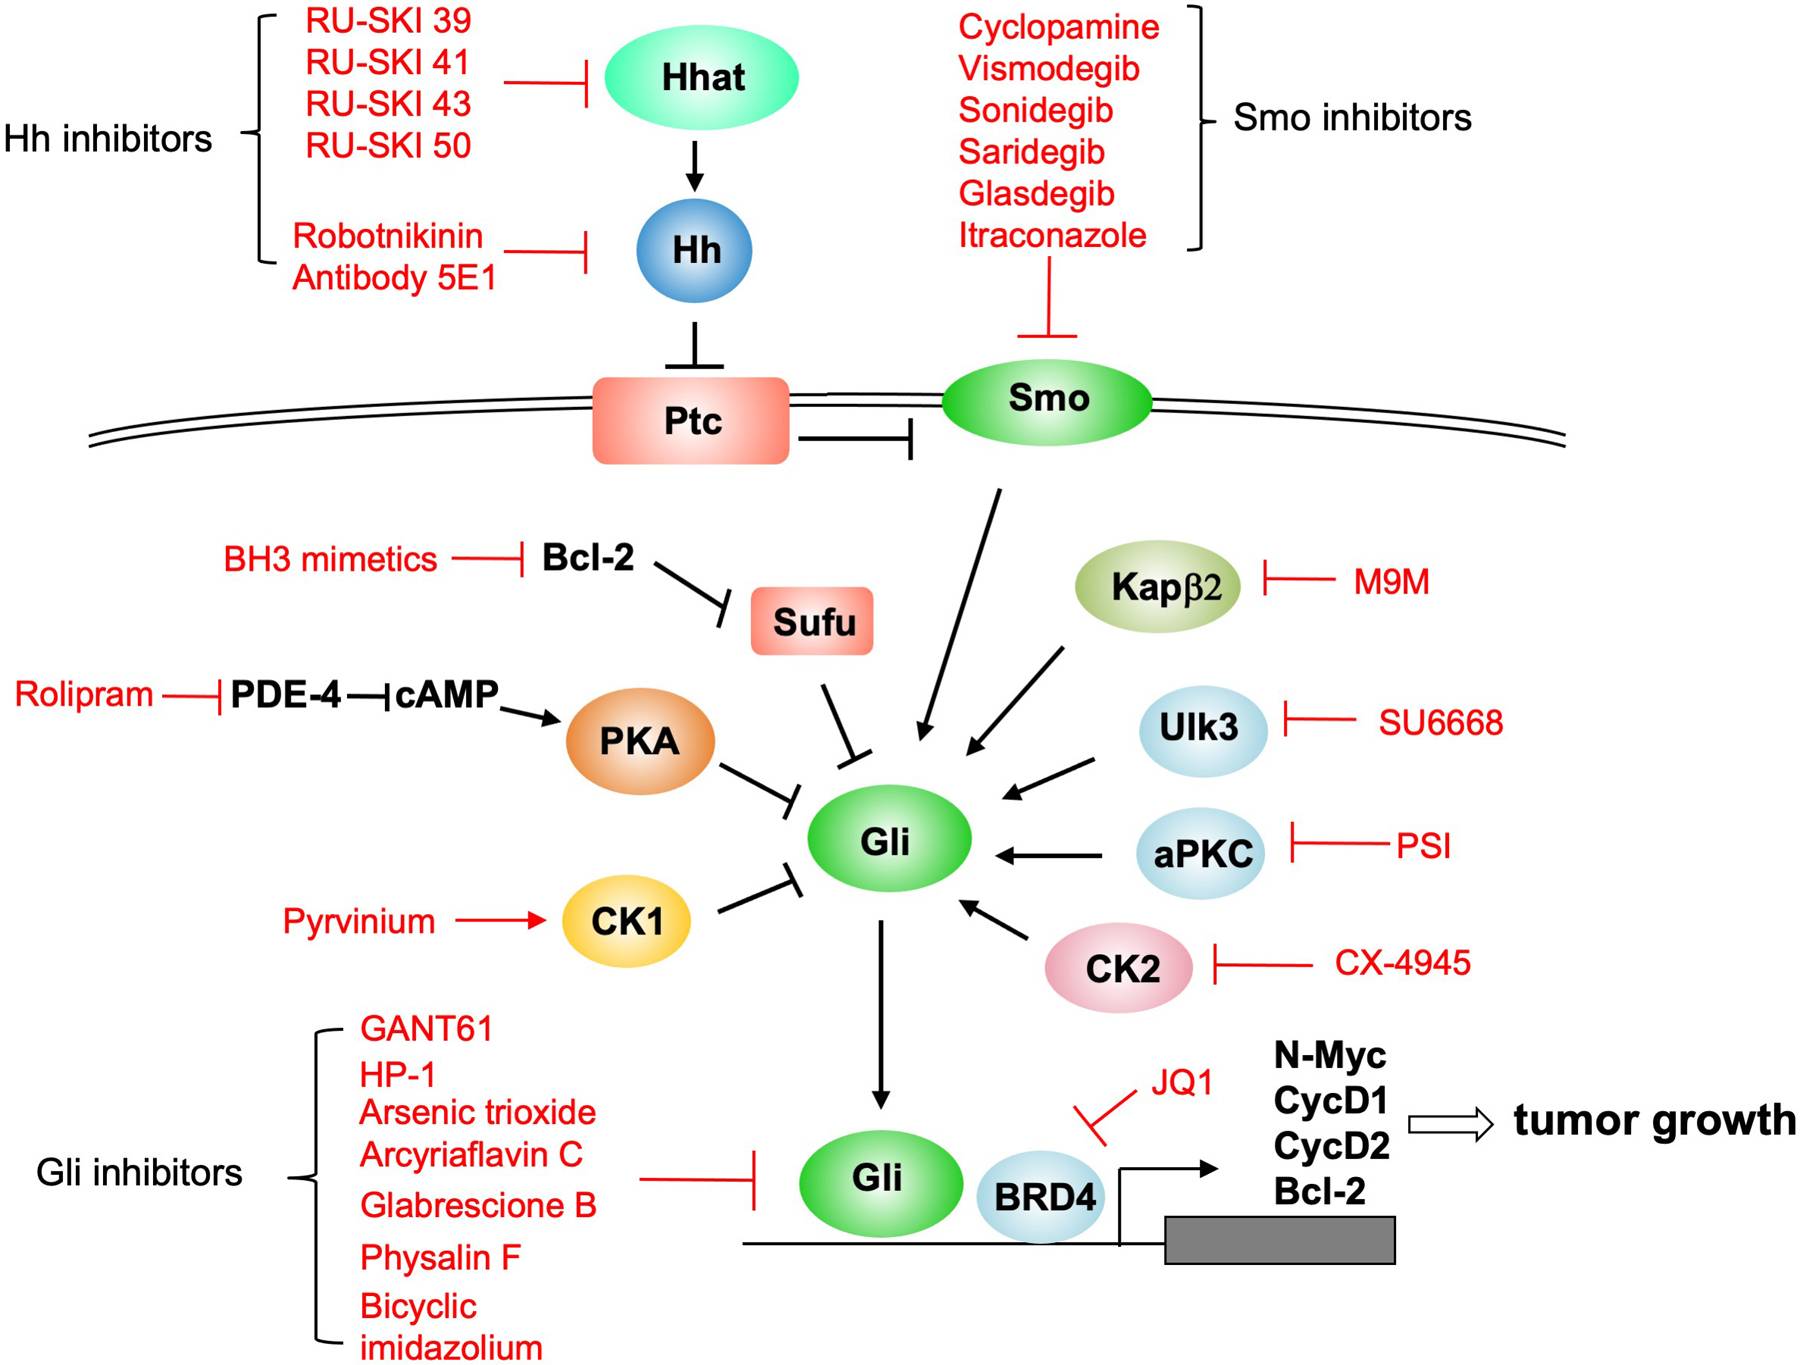 RU-SKI 39
RU-SKI 41
RU-SKI 43
RU-SKI 50
Hh inhibitors
Robotnikinin
Antibody 5E1
Hhat
Hh
Cyclopamine
Vismodegib
Sonidegib
Saridegib
Glasdegib
Itraconazole
Smo inhibitors
Ptc
Smo
BH3 mimetics
Bcl-2
Sufu
Kapβ2
M9M
Rolipram
PDE-4
cAMP
PKA
Ulk3
SU6668
Gli
aPKC
PSI
Pyrvinium
CK1
CK2
CX-4945
Gli inhibitors
GANT61
HP-1
Arsenic trioxide
Arcyriaflavin C
Glabrescione B
Physalin F
Bicyclic
imidazolium
Gli
BRD4
JQ1
N-Myc
CycD1
CycD2
Bcl-2
tumor growth